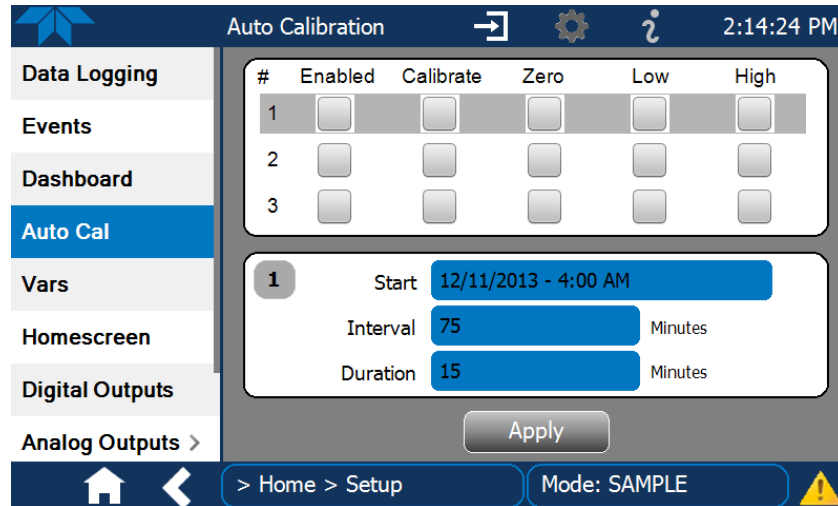 Auto Calibration 2:14:24 PM
Data Logging
Events
Dashboard
Auto Cal
Vars
Homescreen
Digital Outputs
Analog Outputs >
# Enabled Calibrate Zero Low High
1
2
3
1 Start 12/11/2013 - 4:00 AM
Interval 75 Minutes
Duration 15 Minutes
Apply
> Home > Setup Mode: SAMPLE